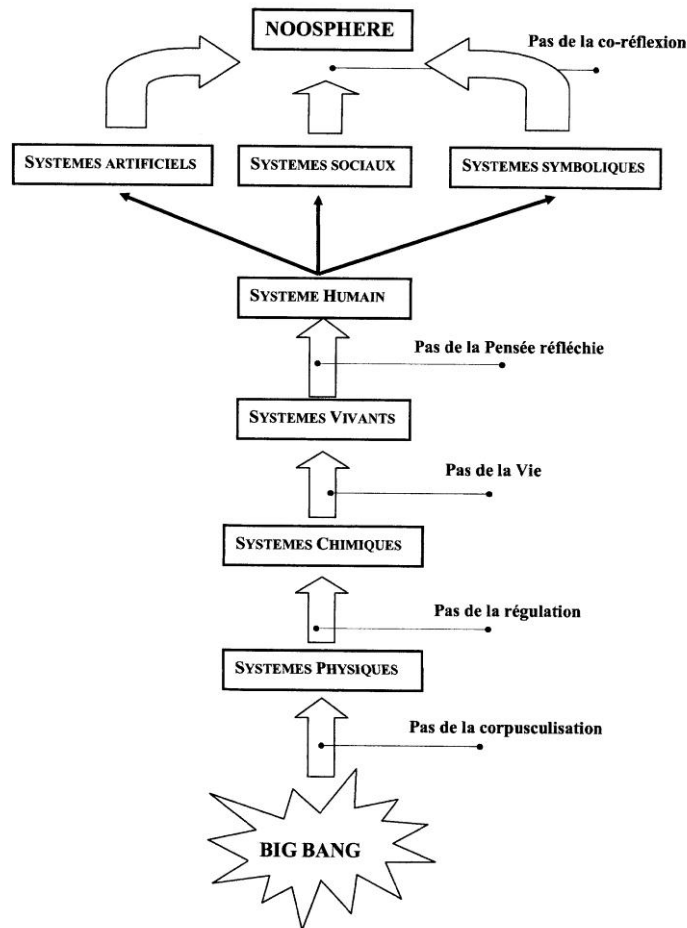 NOOSPHERE
Pas de la co-réflexion
SYSTEMES ARTIFICIELS
SYSTEMES SOCIAUX
SYSTEMES SYMBOLIQUES
SYSTEME HUMAIN
Pas de la Pensée réfléchie
SYSTEMES VIVANTS
Pas de la Vie
SYSTEMES CHIMIQUES
Pas de la régulation
SYSTEMES PHYSIQUES
Pas de la corpusculisation
BIG BANG